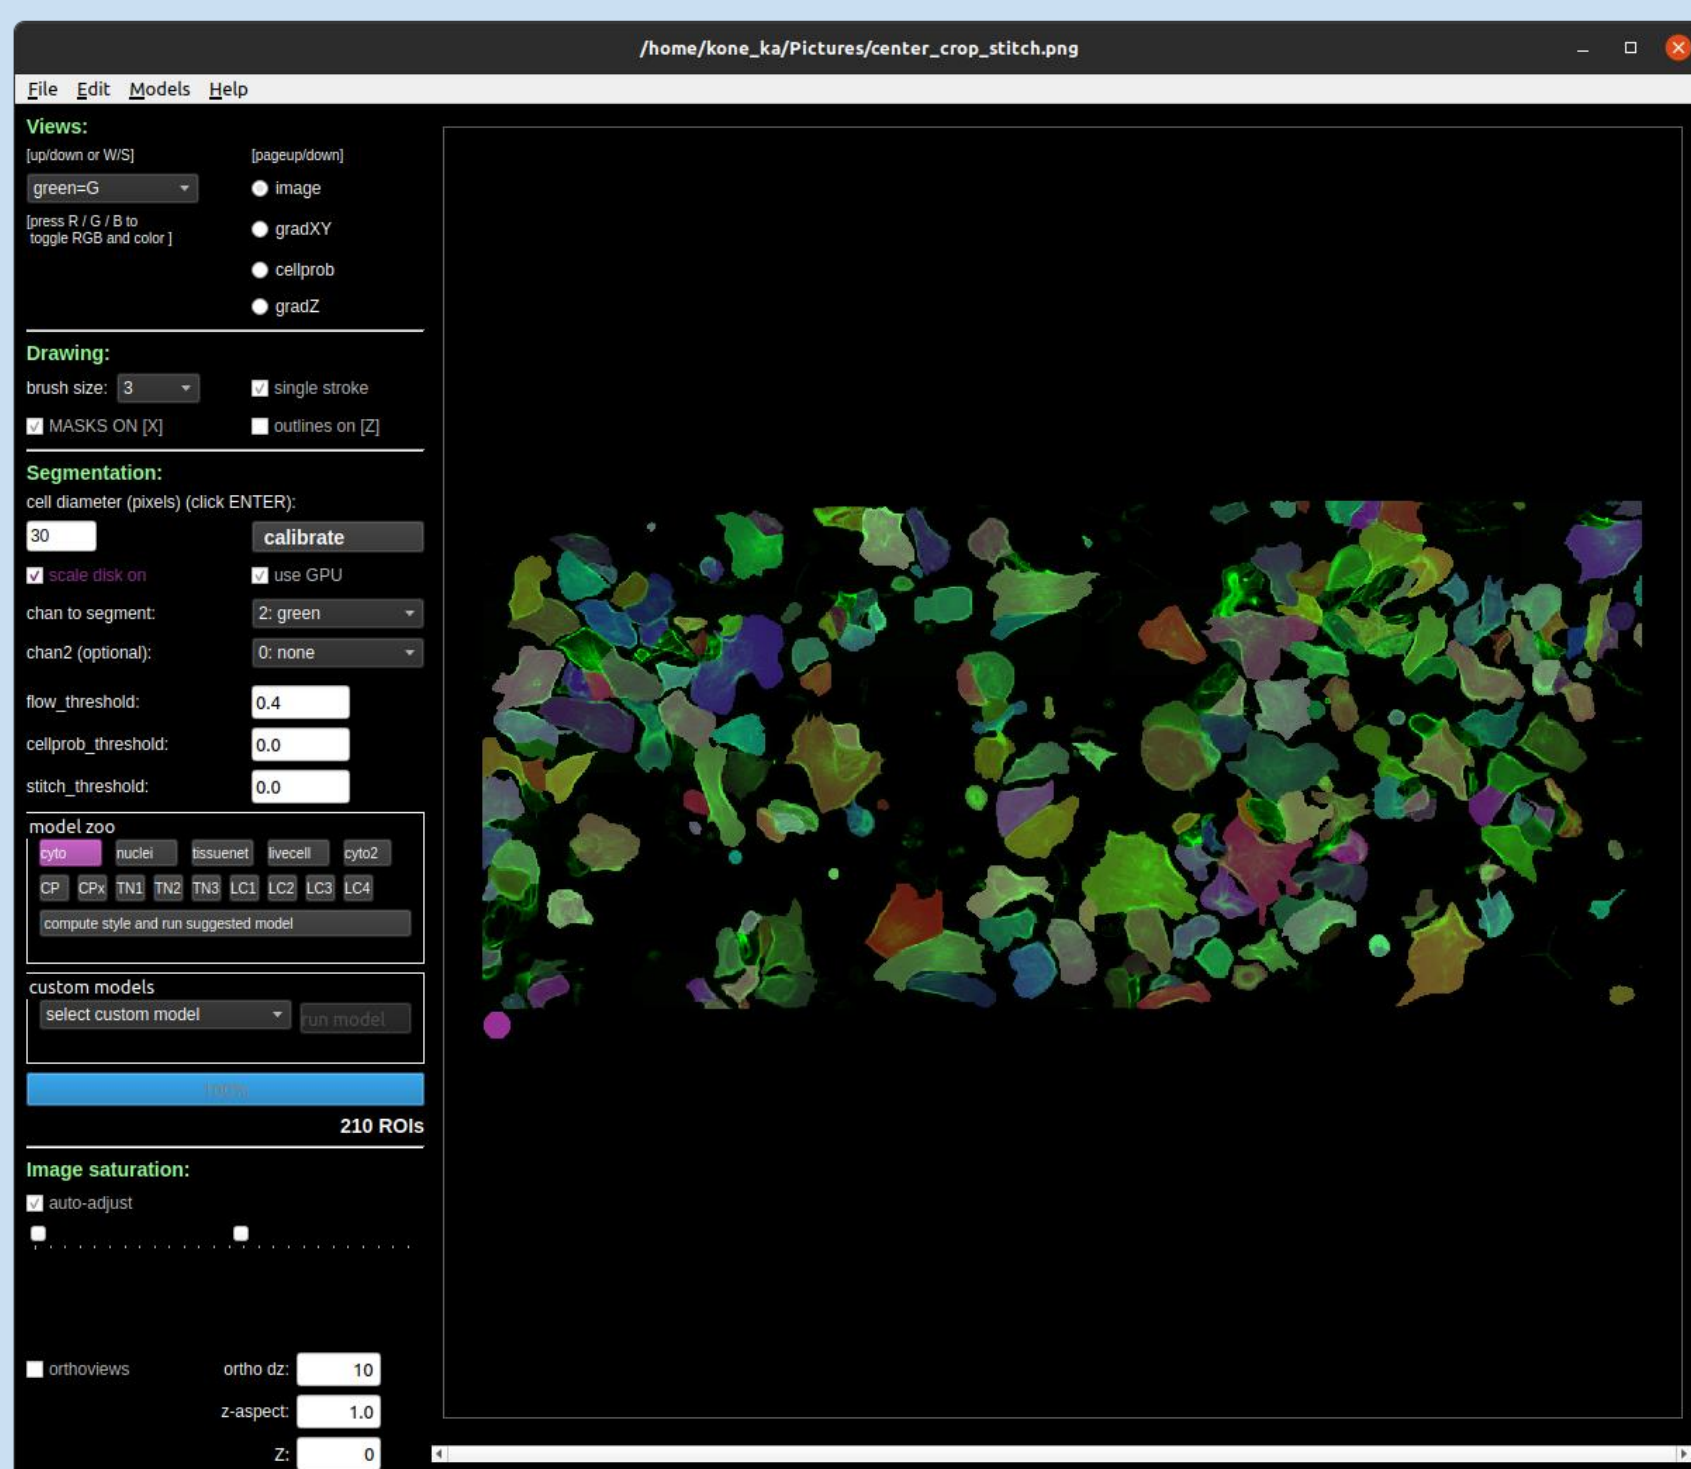 /home/kone_ka/Pictures/center_crop_stitch.png
File Edit Models Help
Views:
[up/down or W/S] [pageup/down]
green=G image
[press R / G / B to
toggle RGB and color ] gradXY
cellprob
gradZ
Drawing:
brush size: 3 single stroke
MASKS ON [X] outlines on [Z]
Segmentation:
cell diameter (pixels) (click ENTER):
30 calibrate
scale disk on use GPU
chan to segment: 2: green
chan2 (optional): 0: none
flow_threshold: 0.4
cellprob_threshold: 0.0
stitch_threshold: 0.0
model zoo
cyto nuclei tissuenet livecell cyto2
CP CPx TN1 TN2 TN3 LC1 LC2 LC3 LC4
compute style and run suggested model
custom models
select custom model run model
100%
210 ROIs
Image saturation:
auto-adjust
orthoviews ortho dz: 10
z-aspect: 1.0
Z: 0